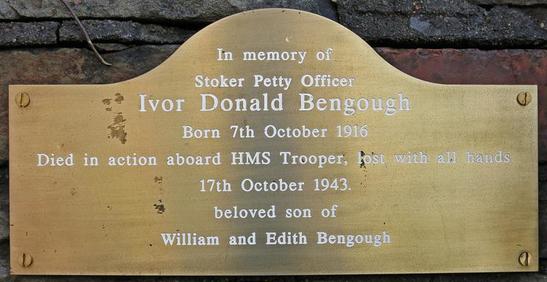 In memory of
Stoker Petty Officer
Ivor Donald Bengough
Born 7th October 1916
Died in action aboard HMS Trooper, lost with all hands
17th October 1943.
beloved son of
William and Edith Bengough